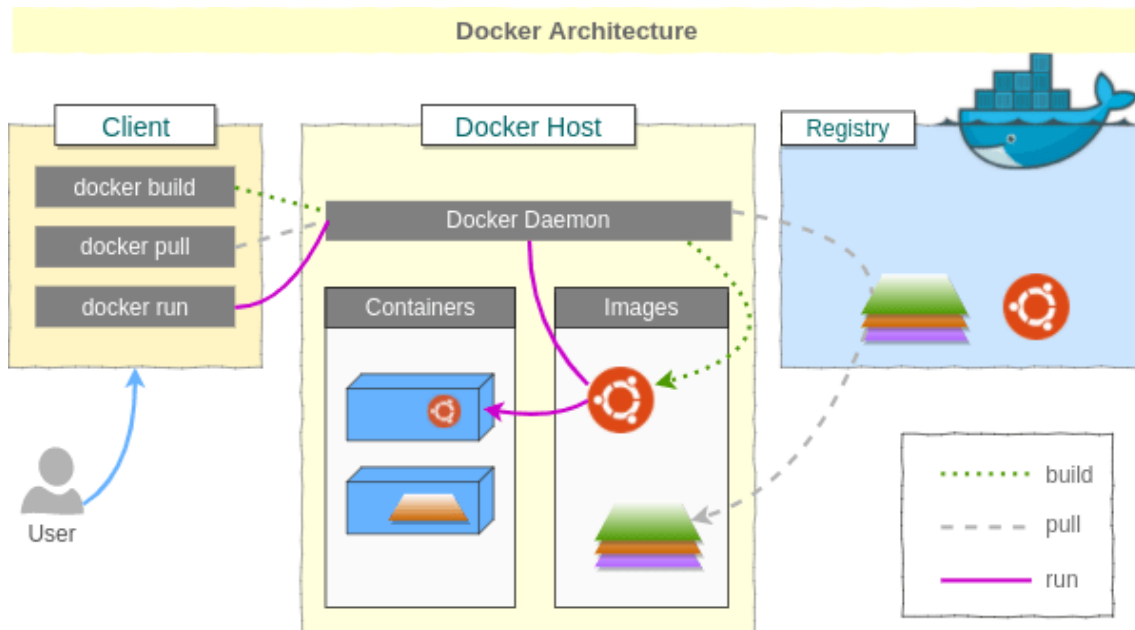 Docker Architecture
Client
Docker Host
Registry
docker build
docker pull
docker run
Docker Daemon
Containers
Images
User
build
pull
run